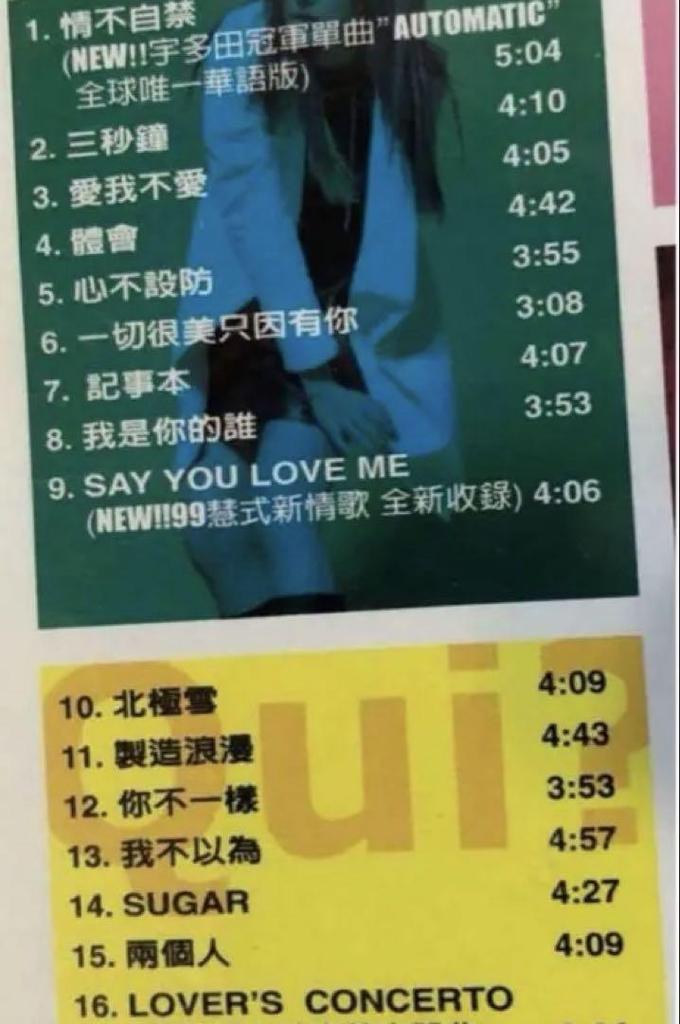 1. 情不自禁
(NEW!!宇多田冠軍單曲"AUTOMATIC"
全球唯一華語版) 5:04
2. 三秒鐘 4:10
3. 愛我不愛 4:05
4. 體會 4:42
5. 心不設防 3:55
6. 一切很美只因有你 3:08
7. 記事本 4:07
8. 我是你的誰 3:53
9. SAY YOU LOVE ME
(NEW!!99慧式新情歌 全新收錄) 4:06
Qui?
10. 北極雪 4:09
11. 製造浪漫 4:43
12. 你不一樣 3:53
13. 我不以為 4:57
14. SUGAR 4:27
15. 兩個人 4:09
16. LOVER'S CONCERTO